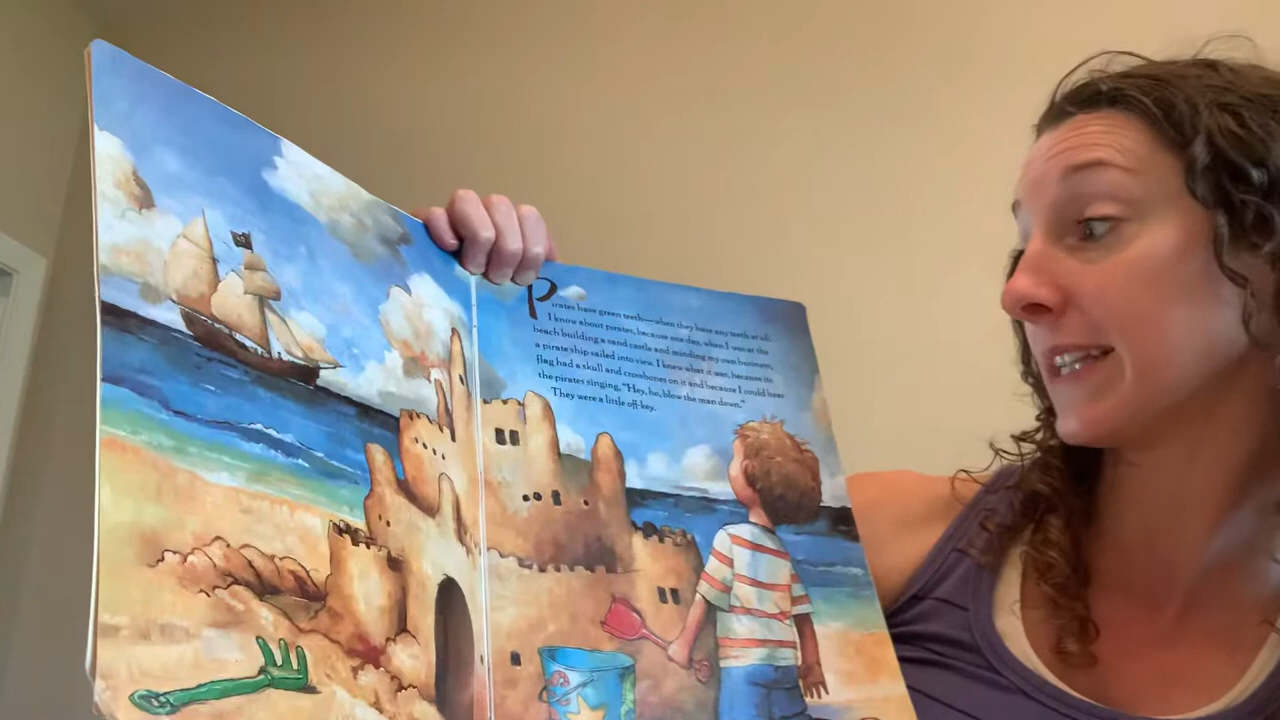 Pirates have green teeth—when they have any teeth at all.
I know about pirates, because one day, when I was at the
beach building a sand castle and minding my own business,
a pirate ship sailed into view. I knew what it was, because its
flag had a skull and crossbones on it and because I could hear
the pirates singing, "Hey, ho, blow the man down."
They were a little off-key.